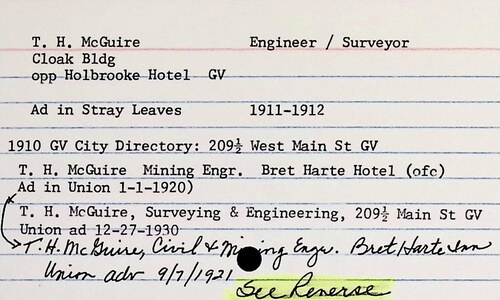 T. H. McGuire Engineer / Surveyor
Cloak Bldg
opp Holbrooke Hotel GV
Ad in Stray Leaves 1911-1912
1910 GV City Directory: 209½ West Main St GV
T. H. McGuire Mining Engr. Bret Harte Hotel (ofc)
Ad in Union 1-1-1920)
T. H. McGuire, Surveying & Engineering, 209½ Main St GV
Union ad 12-27-1930
T. H. McGuire, Civil & Mining Engr. Bret Harte Inn
Union adv 9/7/1921
See Reverse